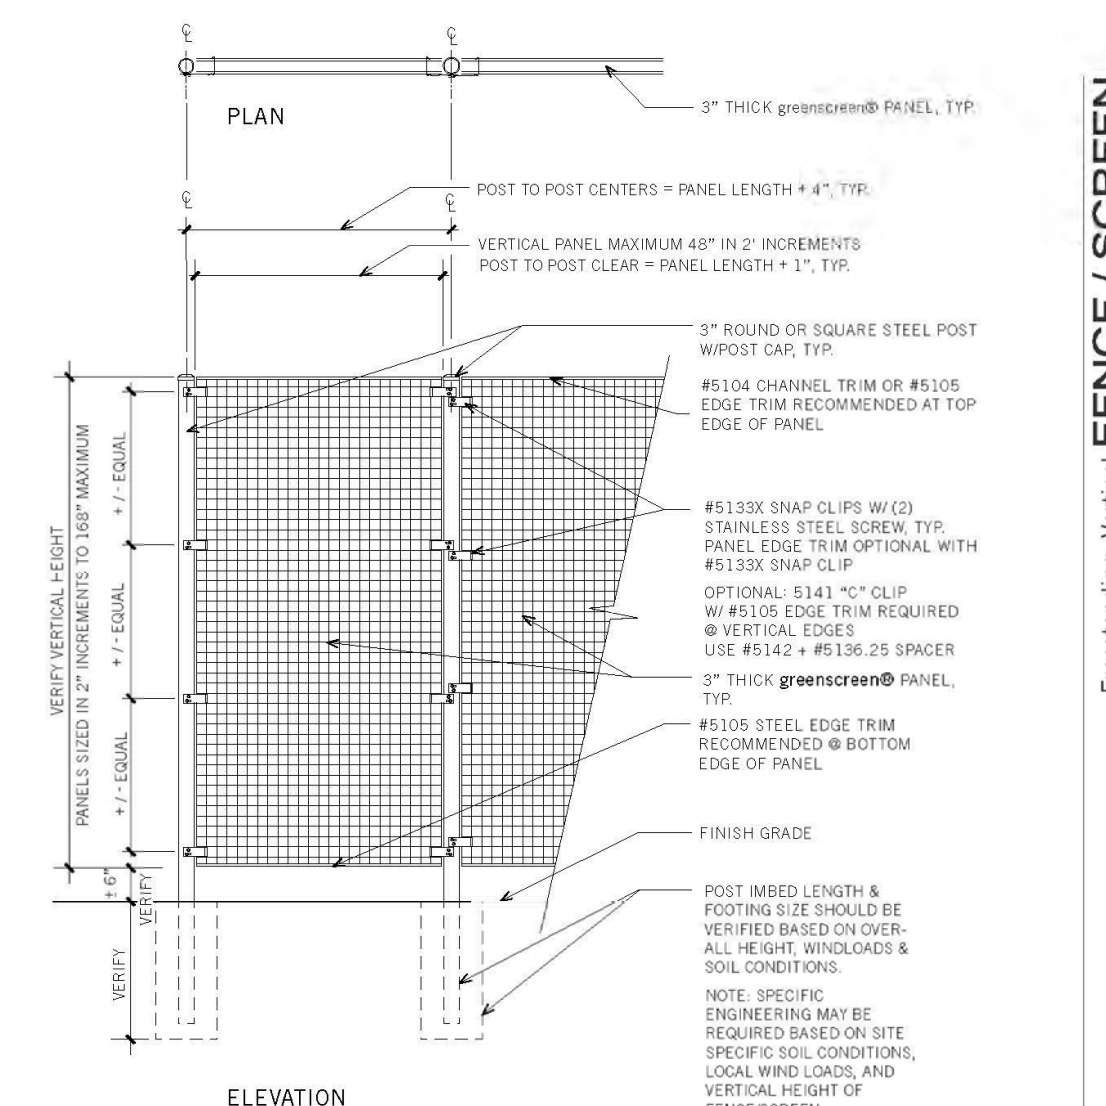 ℄
℄
PLAN
3" THICK greenscreen® PANEL, TYP.
POST TO POST CENTERS = PANEL LENGTH + 4", TYP.
℄
℄
VERTICAL PANEL MAXIMUM 48" IN 2' INCREMENTS
POST TO POST CLEAR = PANEL LENGTH + 1", TYP.
3" ROUND OR SQUARE STEEL POST
W/POST CAP, TYP.
#5104 CHANNEL TRIM OR #5105
EDGE TRIM RECOMMENDED AT TOP
EDGE OF PANEL
#5133X SNAP CLIPS W/ (2)
STAINLESS STEEL SCREW, TYP.
PANEL EDGE TRIM OPTIONAL WITH
#5133X SNAP CLIP
OPTIONAL: 5141 "C" CLIP
W/ #5105 EDGE TRIM REQUIRED
@ VERTICAL EDGES
USE #5142 + #5136.25 SPACER
3" THICK greenscreen® PANEL,
TYP.
#5105 STEEL EDGE TRIM
RECOMMENDED @ BOTTOM
EDGE OF PANEL
FINISH GRADE
POST IMBED LENGTH &
FOOTING SIZE SHOULD BE
VERIFIED BASED ON OVER-
ALL HEIGHT, WINDLOADS &
SOIL CONDITIONS.
NOTE: SPECIFIC
ENGINEERING MAY BE
REQUIRED BASED ON SITE
SPECIFIC SOIL CONDITIONS,
LOCAL WIND LOADS, AND
VERTICAL HEIGHT OF
VERIFY VERTICAL HEIGHT
PANELS SIZED IN 2" INCREMENTS TO 168" MAXIMUM
+ / - EQUAL
+ / - EQUAL
+ / - EQUAL
± 6"
VERIFY
VERIFY
ELEVATION
FENCE / SCREEN